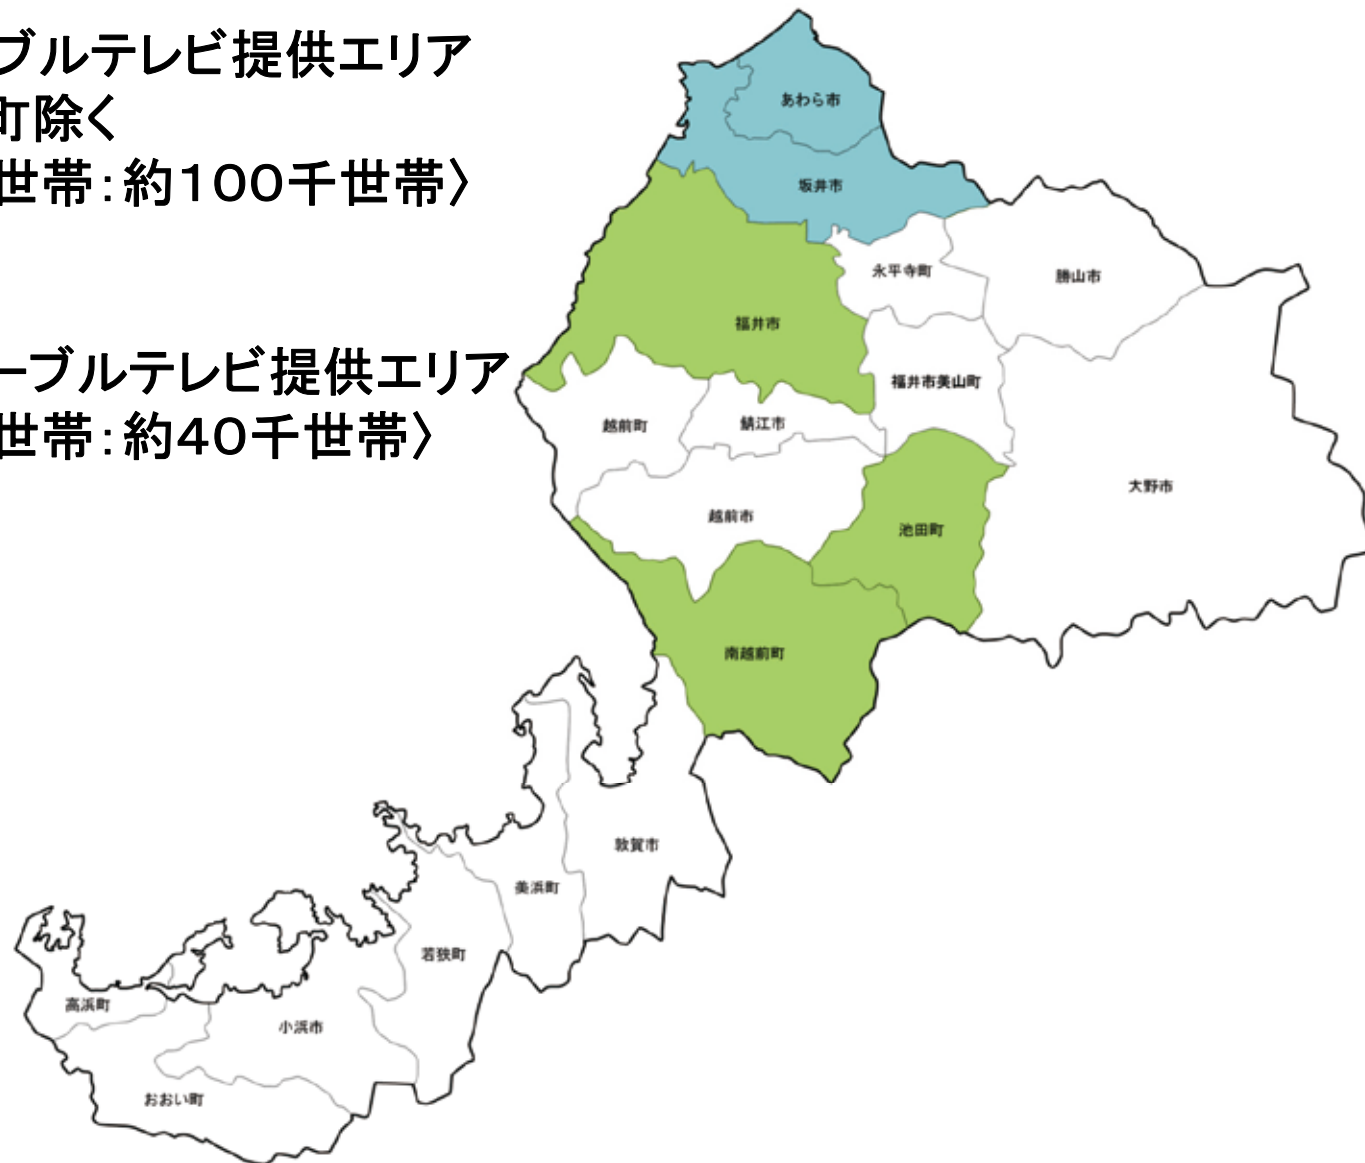 ブルテレビ提供エリア
町除く
世帯：約１００千世帯〉
ーブルテレビ提供エリア
世帯：約４０千世帯〉
あわら市
坂井市
永平寺町
勝山市
福井市
福井市美山町
越前町
鯖江市
大野市
越前市
池田町
南越前町
敦賀市
美浜町
若狭町
高浜町
小浜市
おおい町